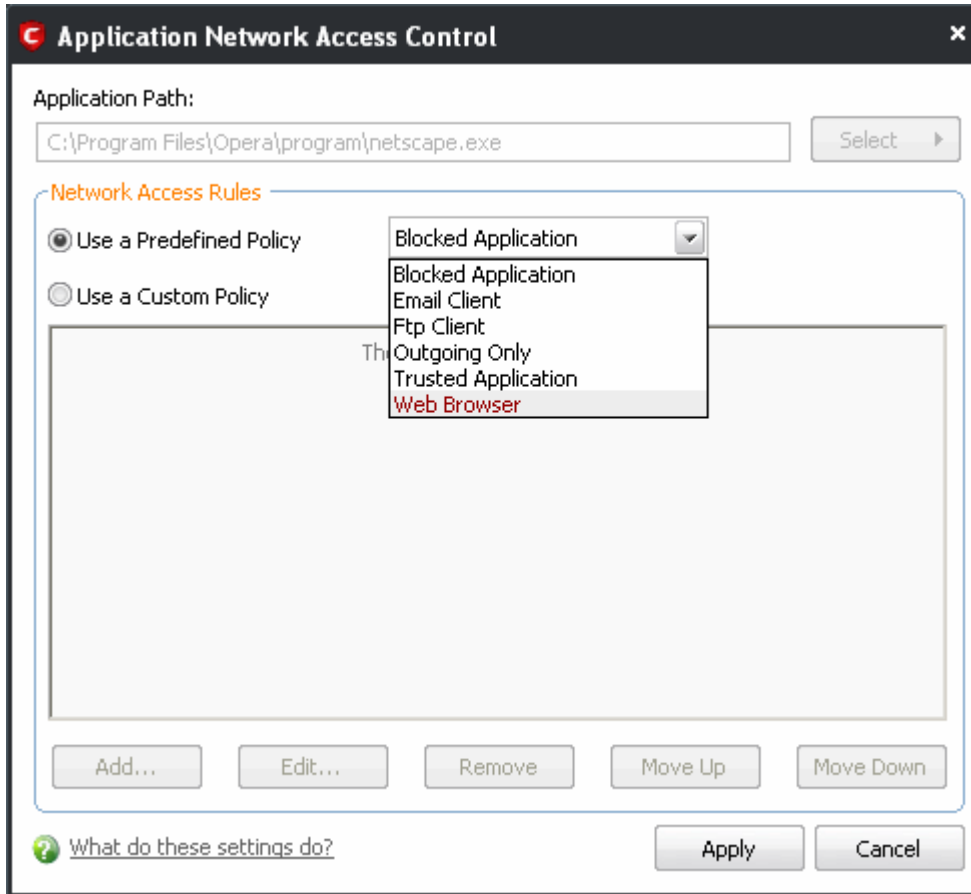 Application Network Access Control
Application Path:
C:\Program Files\Opera\program\netscape.exe
Select
Network Access Rules
Use a Predefined Policy
Blocked Application
Blocked Application
Email Client
Ftp Client
Outgoing Only
Trusted Application
Web Browser
Use a Custom Policy
Add...
Edit...
Remove
Move Up
Move Down
What do these settings do?
Apply
Cancel